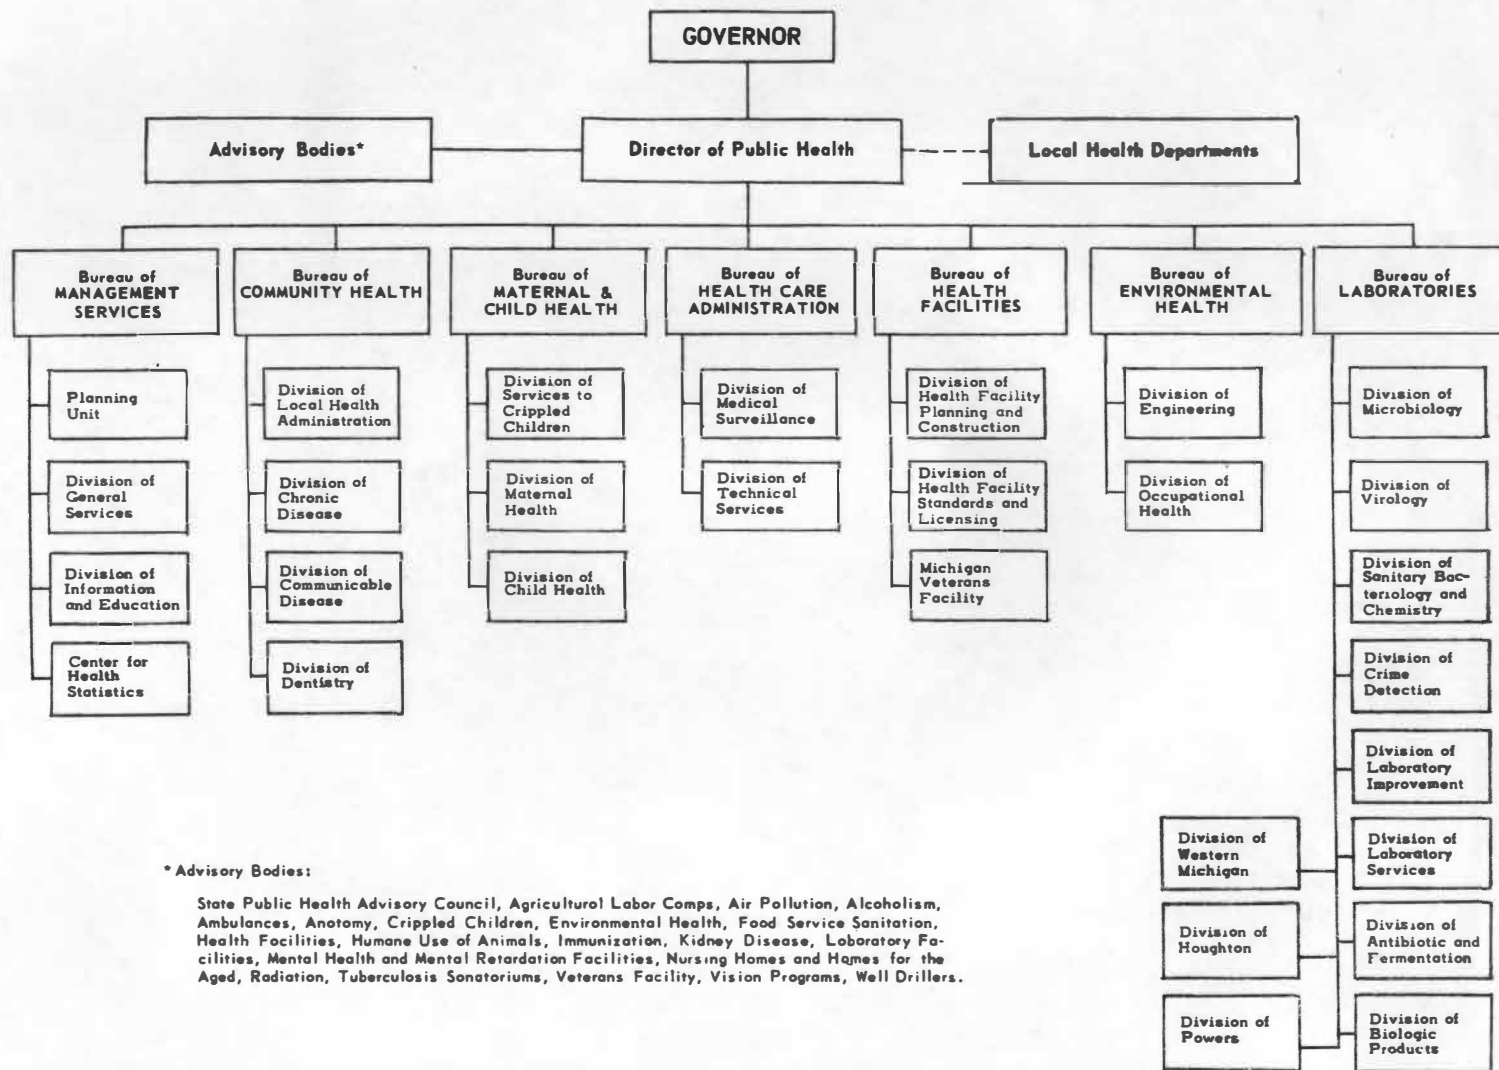 GOVERNOR
Advisory Bodies*
Director of Public Health
Local Health Departments
Bureau of
MANAGEMENT
SERVICES
Bureau of
COMMUNITY HEALTH
Bureau of
MATERNAL &
CHILD HEALTH
Bureau of
HEALTH CARE
ADMINISTRATION
Bureau of
HEALTH
FACILITIES
Bureau of
ENVIRONMENTAL
HEALTH
Bureau of
LABORATORIES
Planning
Unit
Division of
General
Services
Division of
Information
and Education
Center for
Health
Statistics
Division of
Local Health
Administration
Division of
Chronic
Disease
Division of
Communicable
Disease
Division of
Dentistry
Division of
Services to
Crippled
Children
Division of
Maternal
Health
Division of
Child Health
Division of
Medical
Surveillance
Division of
Technical
Services
Division of
Health Facility
Planning and
Construction
Division of
Health Facility
Standards and
Licensing
Michigan
Veterans
Facility
Division of
Engineering
Division of
Occupational
Health
Division of
Microbiology
Division of
Virology
Division of
Sanitary Bac-
teriology and
Chemistry
Division of
Crime
Detection
Division of
Laboratory
Improvement
Division of
Western
Michigan
Division of
Laboratory
Services
Division of
Houghton
Division of
Antibiotic and
Fermentation
Division of
Powers
Division of
Biologic
Products
* Advisory Bodies:
State Public Health Advisory Council, Agricultural Labor Comps, Air Pollution, Alcoholism,
Ambulances, Anotomy, Crippled Children, Environmental Health, Food Service Sanitation,
Health Facilities, Humane Use of Animals, Immunization, Kidney Disease, Loboratory Fa-
cilities, Mental Health and Mental Retardation Facilities, Nursing Homes and Homes for the
Aged, Radiation, Tuberculosis Sonatoriums, Veterans Facility, Vision Programs, Well Drillers.